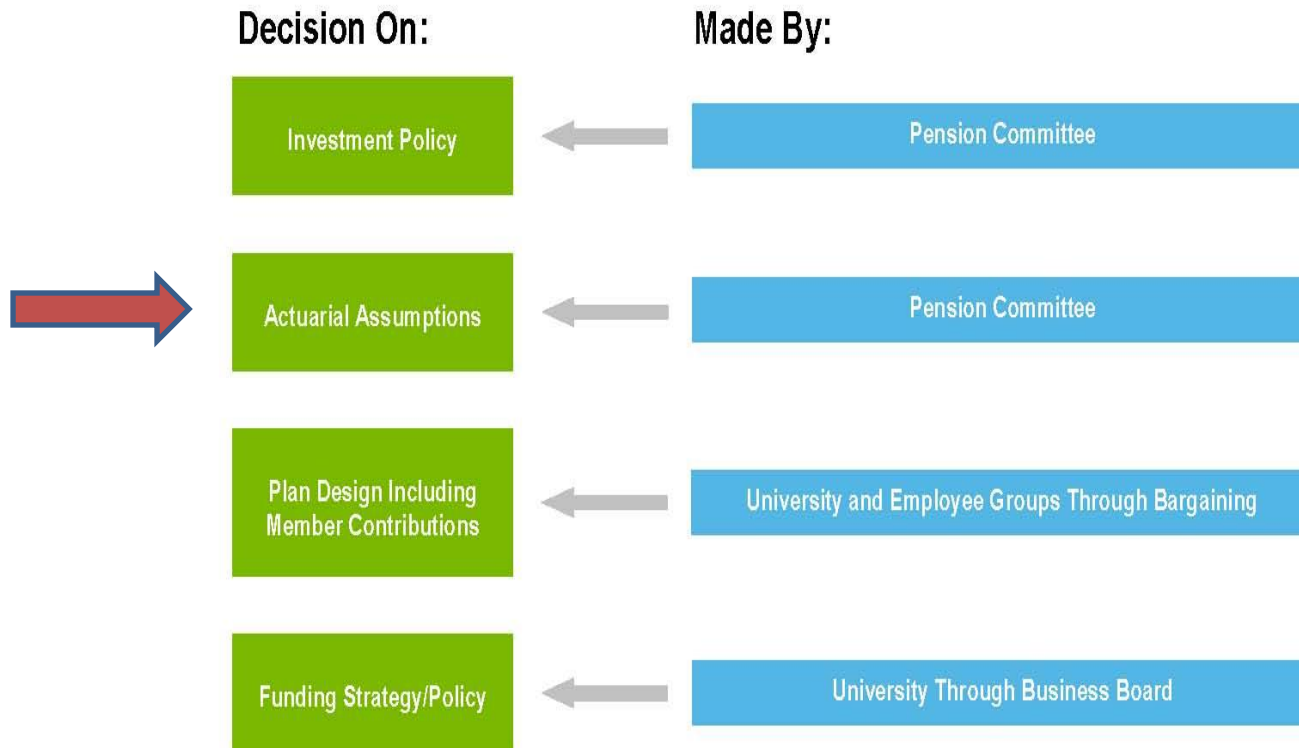 Decision On:
Made By:
Investment Policy
Pension Committee
Actuarial Assumptions
Pension Committee
Plan Design Including
Member Contributions
University and Employee Groups Through Bargaining
Funding Strategy/Policy
University Through Business Board